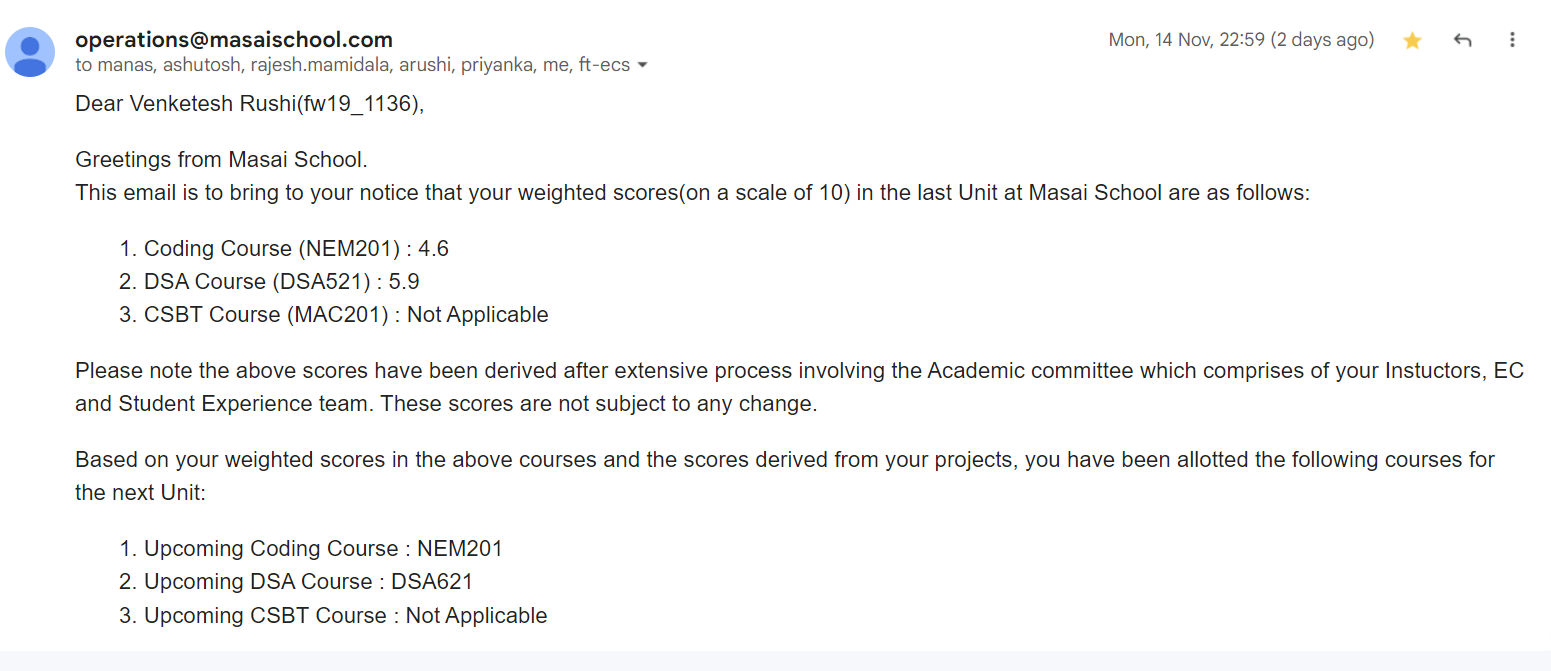 operations@masaischool.com
Mon, 14 Nov, 22:59 (2 days ago)
to manas, ashutosh, rajesh.mamidala, arushi, priyanka, me, ft-ecs
Dear Venketesh Rushi(fw19_1136),
Greetings from Masai School.
This email is to bring to your notice that your weighted scores(on a scale of 10) in the last Unit at Masai School are as follows:
1. Coding Course (NEM201) : 4.6
2. DSA Course (DSA521) : 5.9
3. CSBT Course (MAC201) : Not Applicable
Please note the above scores have been derived after extensive process involving the Academic committee which comprises of your Instuctors, EC
and Student Experience team. These scores are not subject to any change.
Based on your weighted scores in the above courses and the scores derived from your projects, you have been allotted the following courses for
the next Unit:
1. Upcoming Coding Course : NEM201
2. Upcoming DSA Course : DSA621
3. Upcoming CSBT Course : Not Applicable